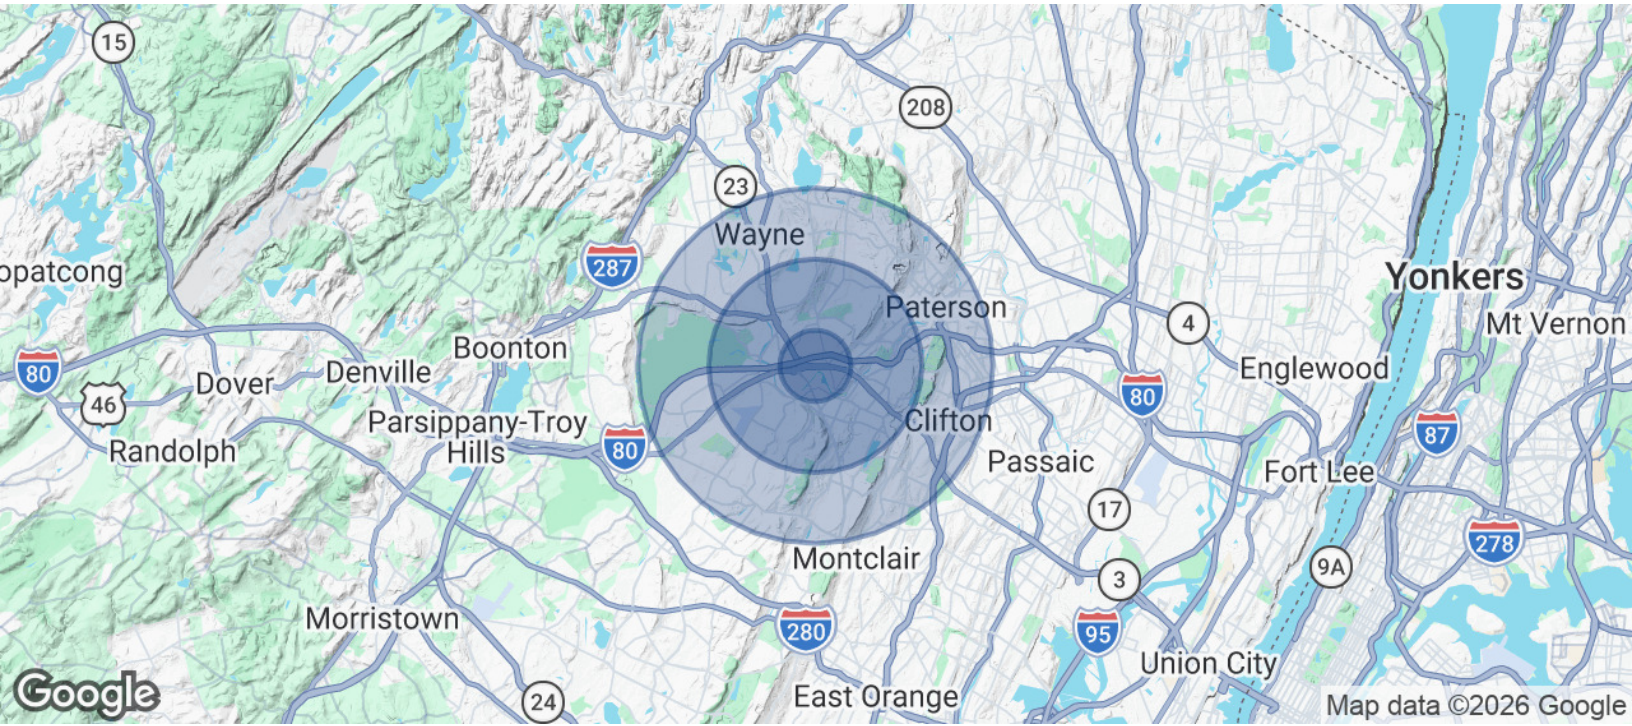 15
208
23
Wayne
287
opatcong
Yonkers
Paterson
4
Mt Vernon
Boonton
80
Denville
Dover
46
Englewood
80
Parsippany-Troy
Hills
Clifton
87
80
Randolph
Passaic
Fort Lee
17
278
Montclair
9A
3
Morristown
280
95
Union City
Google
24
East Orange
Map data ©2026 Google